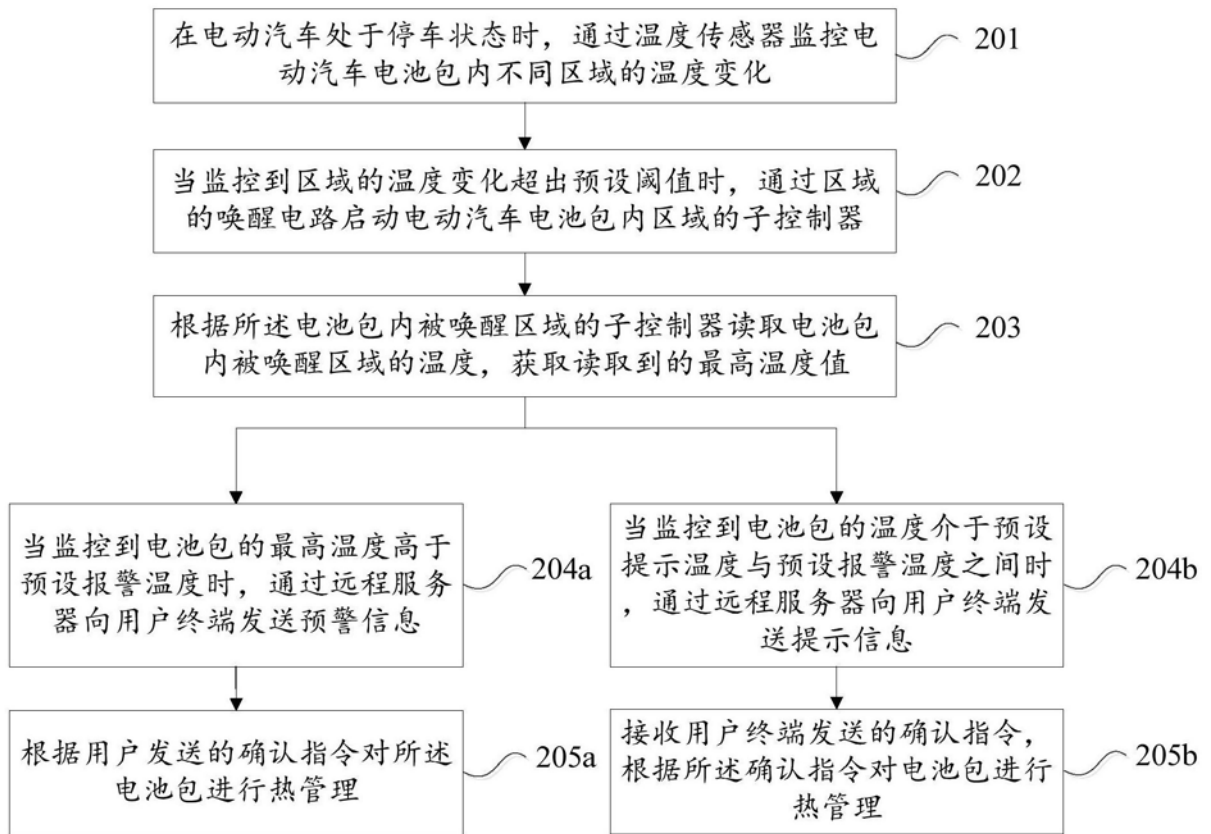 在电动汽车处于停车状态时，通过温度传感器监控电
动汽车电池包内不同区域的温度变化
201
当监控到区域的温度变化超出预设阈值时，通过区域
的唤醒电路启动电动汽车电池包内区域的子控制器
202
根据所述电池包内被唤醒区域的子控制器读取电池包
内被唤醒区域的温度，获取读取到的最高温度值
203
当监控到电池包的最高温度高于
预设报警温度时，通过远程服务
器向用户终端发送预警信息
204a
当监控到电池包的温度介于预设
提示温度与预设报警温度之间时
，通过远程服务器向用户终端发
送提示信息
204b
根据用户发送的确认指令对所述
电池包进行热管理
205a
接收用户终端发送的确认指令，
根据所述确认指令对电池包进行
热管理
205b